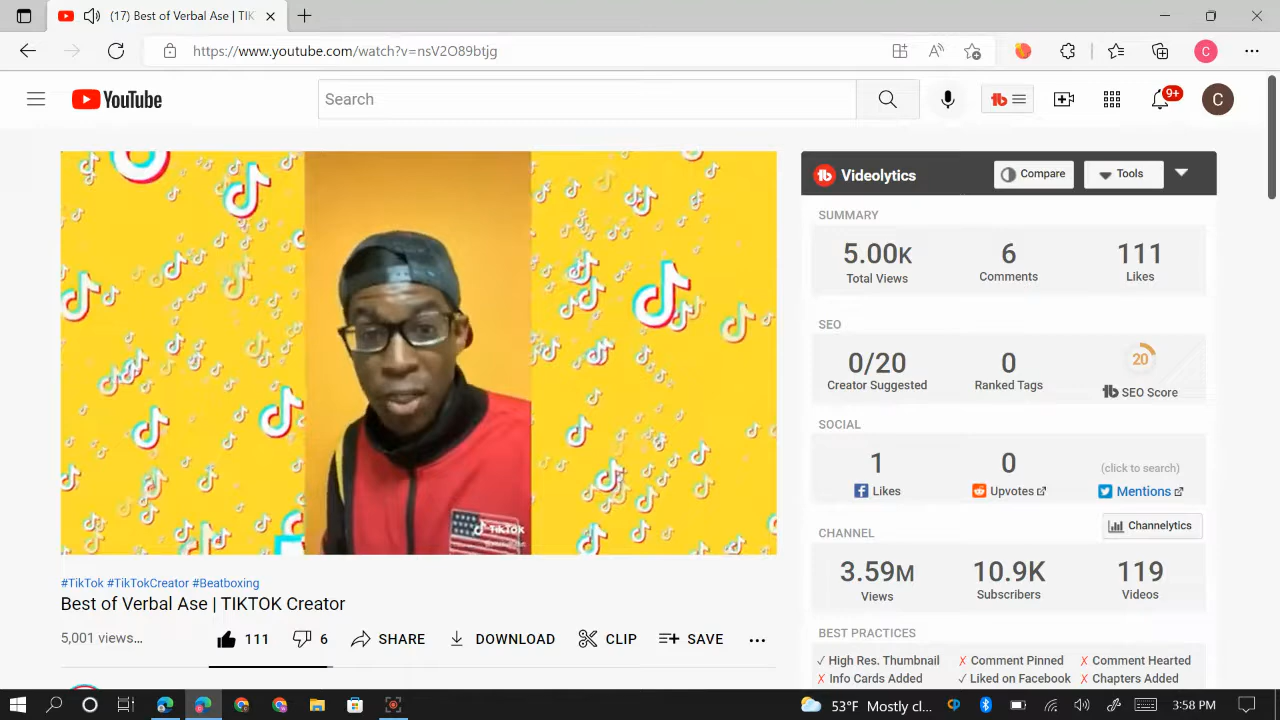 (17) Best of Verbal Ase | TIK
https://www.youtube.com/watch?v=nsV2O89btjg
C
YouTube
Search
9+
C
Videolytics
Compare
Tools
SUMMARY
5.00K
6
111
Total Views
Comments
Likes
SEO
0/20
0
20
Creator Suggested
Ranked Tags
SEO Score
SOCIAL
1
0
(click to search)
Likes
Upvotes
Mentions
Channelytics
CHANNEL
3.59M
10.9K
119
Views
Subscribers
Videos
BEST PRACTICES
✓ High Res. Thumbnail
✗ Comment Pinned
✗ Comment Hearted
✗ Info Cards Added
✓ Liked on Facebook
✗ Chapters Added
TikTok
#TikTok #TikTokCreator #Beatboxing
Best of Verbal Ase | TIKTOK Creator
5,001 views...
111
6
SHARE
DOWNLOAD
CLIP
SAVE
53°F Mostly cl...
3:58 PM